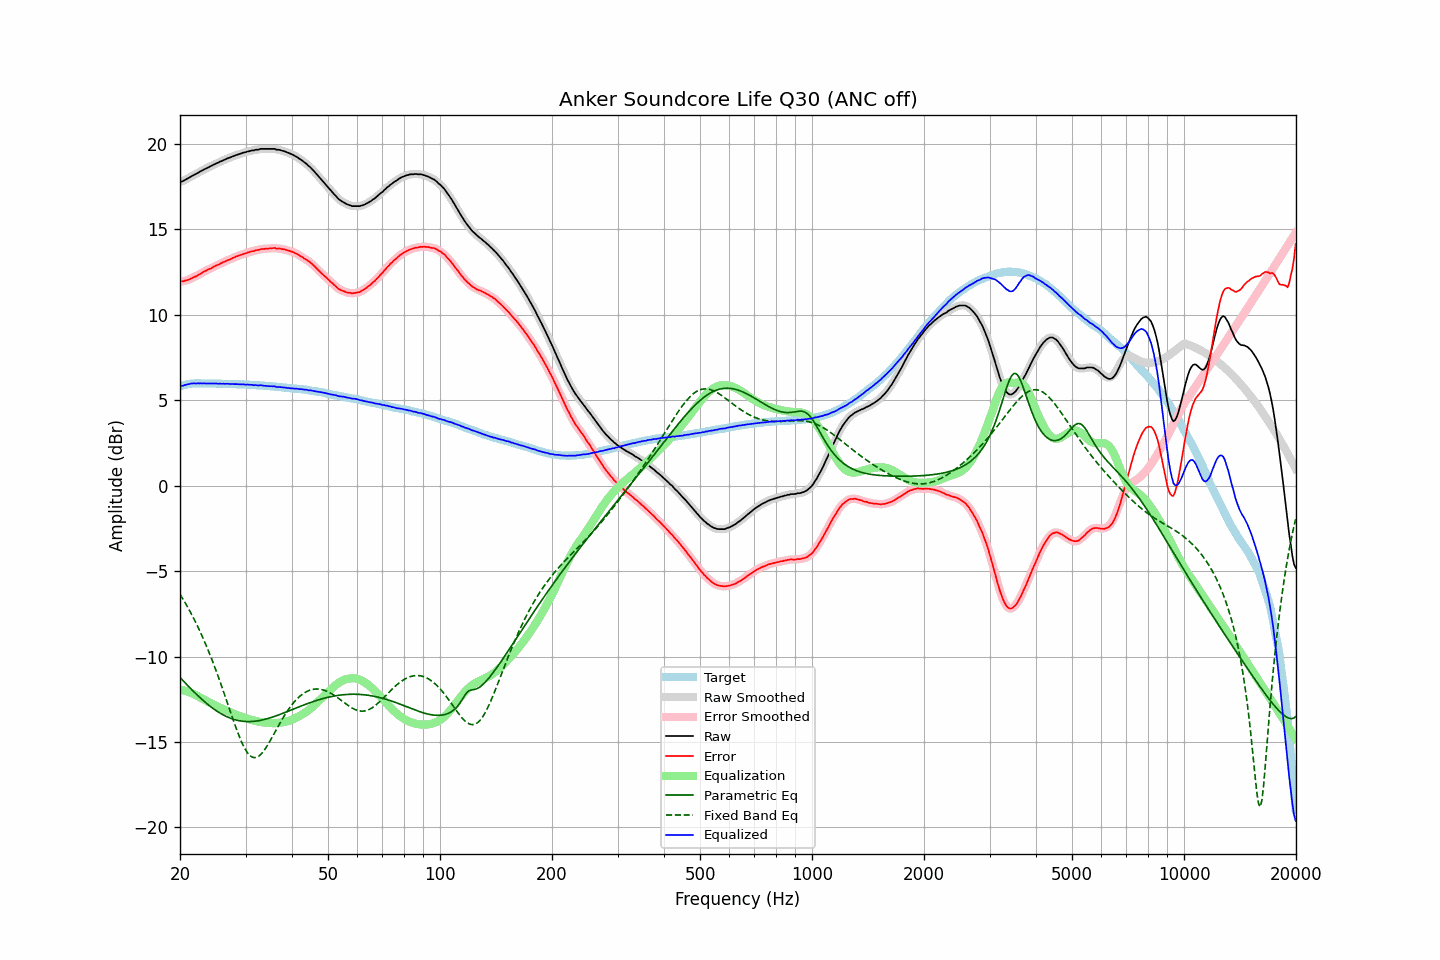 Anker Soundcore Life Q30 (ANC off)
20
15
10
5
0
−5
−10
−15
−20
Amplitude (dBr)
Target
Raw Smoothed
Error Smoothed
Raw
Error
Equalization
Parametric Eq
Fixed Band Eq
Equalized
20 50 100 200 500 1000 2000 5000 10000 20000
Frequency (Hz)